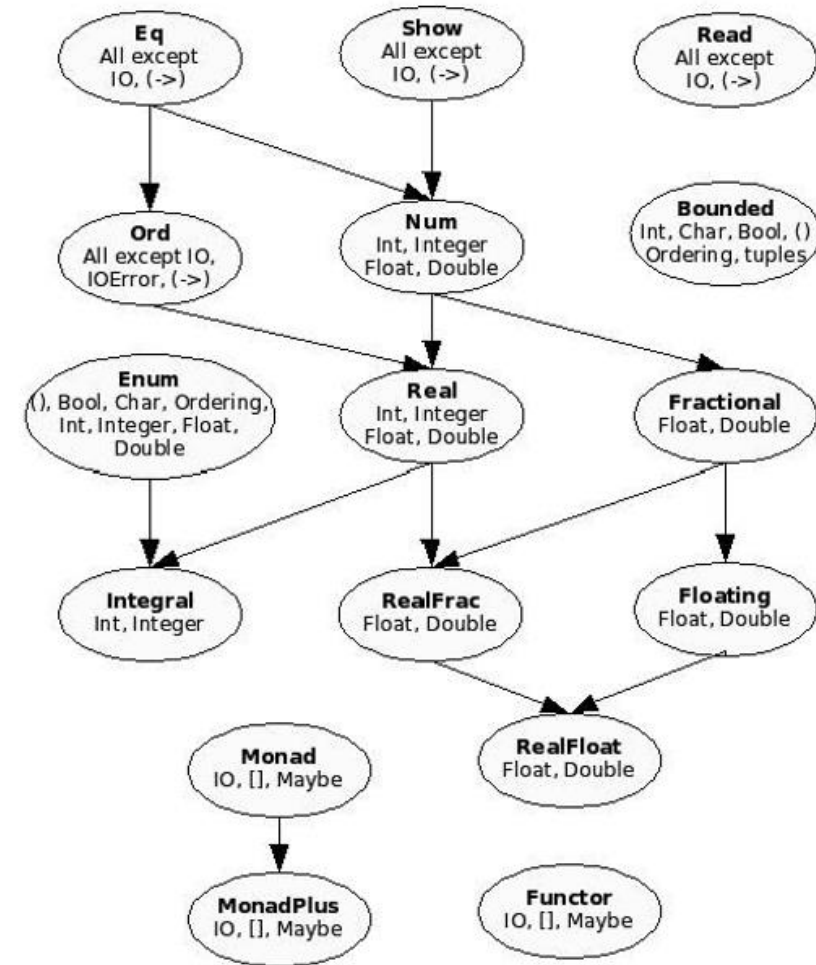 Eq
All except
IO, (->)
Show
All except
IO, (->)
Read
All except
IO, (->)
Ord
All except IO,
IOError, (->)
Num
Int, Integer
Float, Double
Bounded
Int, Char, Bool, ()
Ordering, tuples
Enum
(), Bool, Char, Ordering,
Int, Integer, Float,
Double
Real
Int, Integer
Float, Double
Fractional
Float, Double
Integral
Int, Integer
RealFrac
Float, Double
Floating
Float, Double
Monad
IO, [], Maybe
RealFloat
Float, Double
MonadPlus
IO, [], Maybe
Functor
IO, [], Maybe